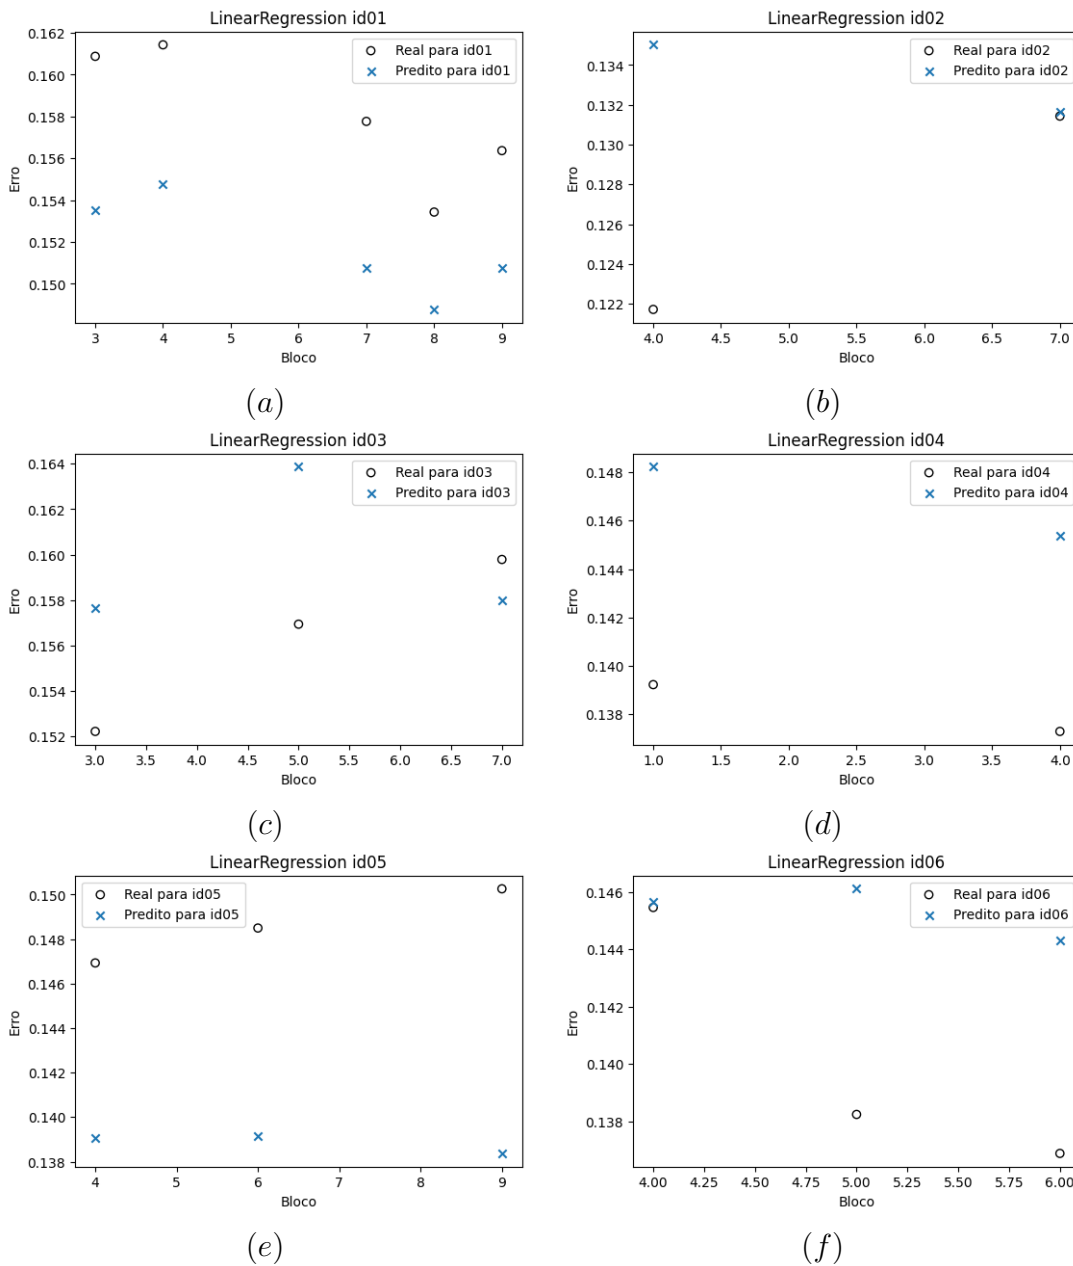 LinearRegression id01
Real para id01
Predito para id01
0.162
0.160
0.158
0.156
0.154
0.152
0.150
Erro
3 4 5 6 7 8 9
Bloco
(a)
LinearRegression id02
Real para id02
Predito para id02
0.134
0.132
0.130
0.128
0.126
0.124
0.122
Erro
4.0 4.5 5.0 5.5 6.0 6.5 7.0
Bloco
(b)
LinearRegression id03
Real para id03
Predito para id03
0.164
0.162
0.160
0.158
0.156
0.154
0.152
Erro
3.0 3.5 4.0 4.5 5.0 5.5 6.0 6.5 7.0
Bloco
(c)
LinearRegression id04
Real para id04
Predito para id04
0.148
0.146
0.144
0.142
0.140
0.138
Erro
1.0 1.5 2.0 2.5 3.0 3.5 4.0
Bloco
(d)
LinearRegression id05
Real para id05
Predito para id05
0.150
0.148
0.146
0.144
0.142
0.140
0.138
Erro
4 5 6 7 8 9
Bloco
(e)
LinearRegression id06
Real para id06
Predito para id06
0.146
0.144
0.142
0.140
0.138
Erro
4.00 4.25 4.50 4.75 5.00 5.25 5.50 5.75 6.00
Bloco
(f)